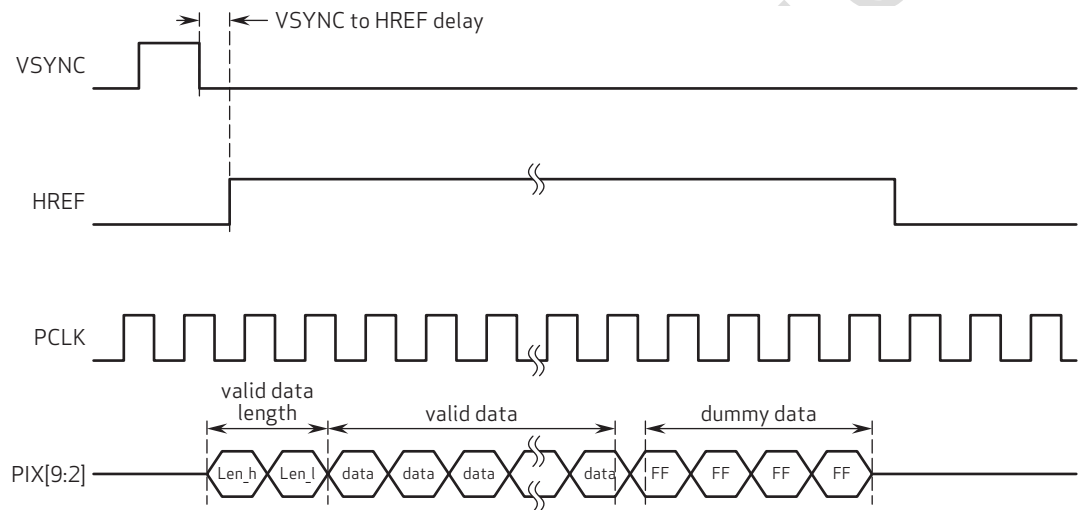 VSYNC to HREF delay
VSYNC
HREF
PCLK
valid data
length
valid data
dummy data
PIX[9:2]
Len_h
Len_l
data
data
data
data
FF
FF
FF
FF